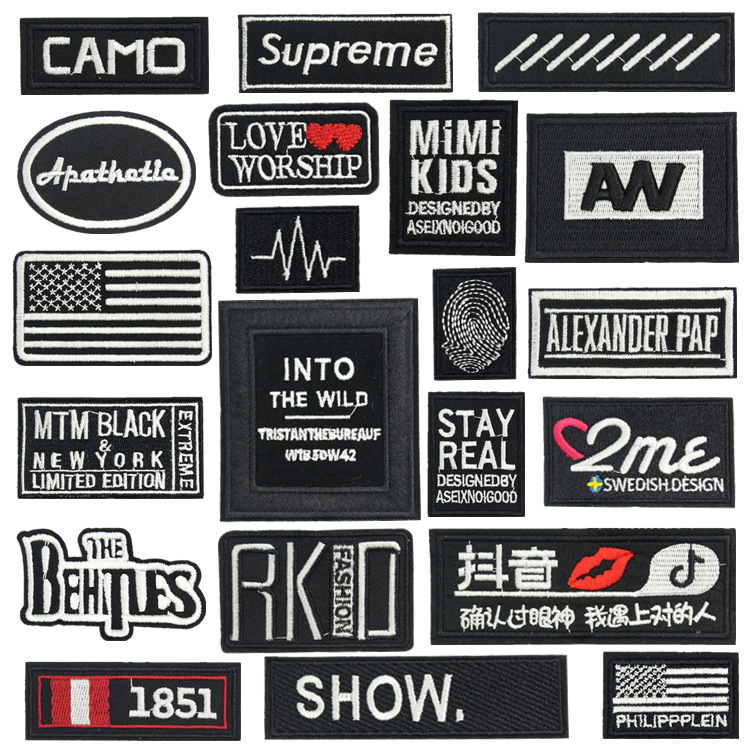 CAMO
Supreme
Apathetic
LOVE
WORSHIP
MiMi
KIDS
DESIGNEDBY
ASEIXNOIGOOD
AW
ALEXANDER PAP
INTO
THE WILD
TRISTANTHEBUREAUF
W1B3DW42
MTM BLACK
&
NEW YORK
LIMITED EDITION
EXTREME
STAY
REAL
DESIGNEDBY
ASEIXNOIGOOD
2me
SWEDISH.DESIGN
THE
BEHTLES
RKID
FASHION
抖音
确认过眼神 我遇上对的人
1851
SHOW.
PHILIPPPLEIN